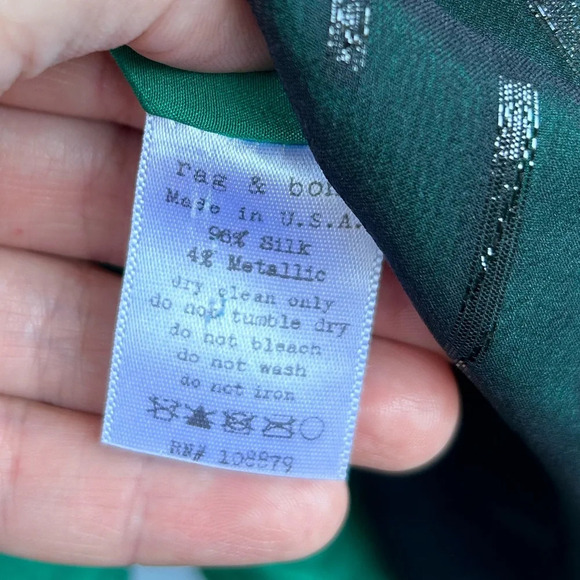 rag & bon
Made in U.S.A.
96% Silk
4% Metallic
dry clean only
do not tumble dry
do not bleach
do not wash
do not iron
RN# 108879